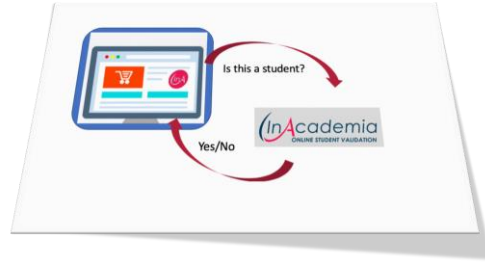 Is this a student?
InAcademia
ONLINE STUDENT VALIDATION
Yes/No